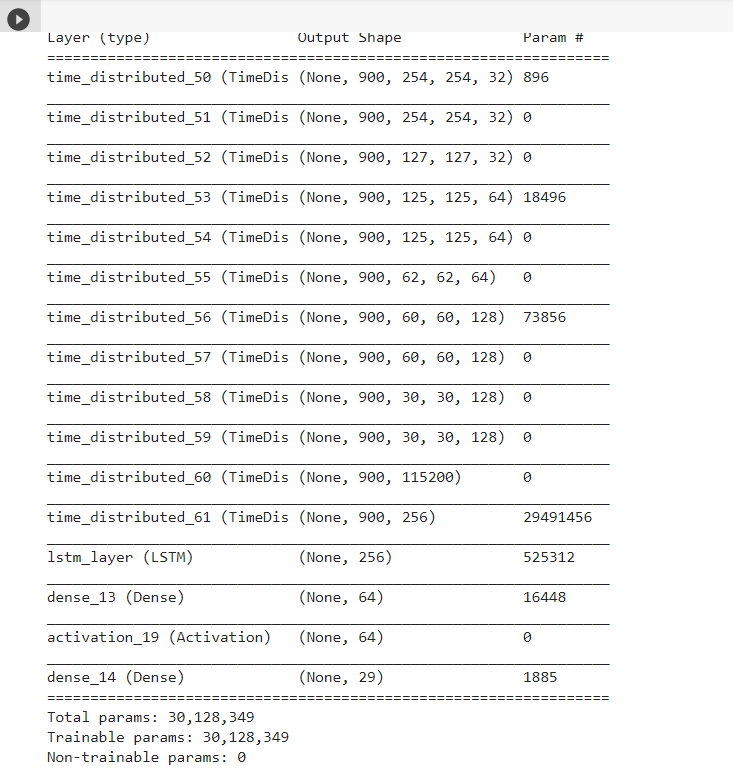 Layer (type) Output Shape Param #
=================================================================
time_distributed_50 (TimeDis (None, 900, 254, 254, 32) 896
_________________________________________________________________
time_distributed_51 (TimeDis (None, 900, 254, 254, 32) 0
_________________________________________________________________
time_distributed_52 (TimeDis (None, 900, 127, 127, 32) 0
_________________________________________________________________
time_distributed_53 (TimeDis (None, 900, 125, 125, 64) 18496
_________________________________________________________________
time_distributed_54 (TimeDis (None, 900, 125, 125, 64) 0
_________________________________________________________________
time_distributed_55 (TimeDis (None, 900, 62, 62, 64) 0
_________________________________________________________________
time_distributed_56 (TimeDis (None, 900, 60, 60, 128) 73856
_________________________________________________________________
time_distributed_57 (TimeDis (None, 900, 60, 60, 128) 0
_________________________________________________________________
time_distributed_58 (TimeDis (None, 900, 30, 30, 128) 0
_________________________________________________________________
time_distributed_59 (TimeDis (None, 900, 30, 30, 128) 0
_________________________________________________________________
time_distributed_60 (TimeDis (None, 900, 115200) 0
_________________________________________________________________
time_distributed_61 (TimeDis (None, 900, 256) 29491456
_________________________________________________________________
lstm_layer (LSTM) (None, 256) 525312
_________________________________________________________________
dense_13 (Dense) (None, 64) 16448
_________________________________________________________________
activation_19 (Activation) (None, 64) 0
_________________________________________________________________
dense_14 (Dense) (None, 29) 1885
=================================================================
Total params: 30,128,349
Trainable params: 30,128,349
Non-trainable params: 0